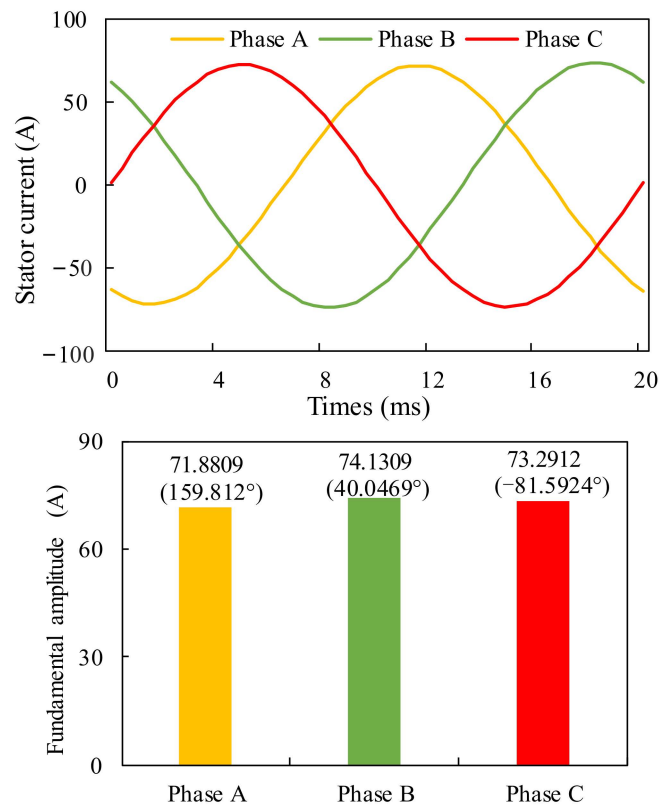 100
Phase A Phase B Phase C
50
0
−50
−100
Stator current (A)
0 4 8 12 16 20
Times (ms)
90
60
30
0
Fundamental amplitude (A)
71.8809
(159.812°)
74.1309
(40.0469°)
73.2912
(−81.5924°)
Phase A Phase B Phase C